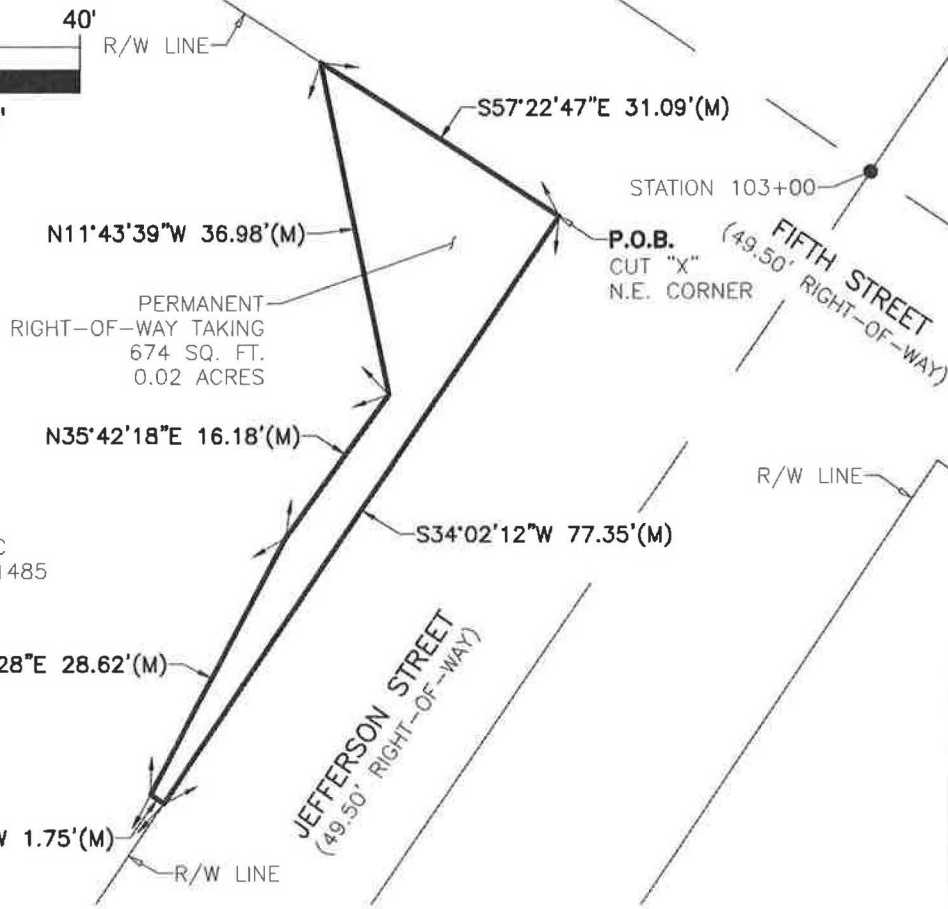 40'
'
R/W LINE
S57°22'47"E 31.09'(M)
STATION 103+00
N11°43'39"W 36.98'(M)
P.O.B.
CUT "X"
N.E. CORNER
FIFTH STREET
(49.50' RIGHT-OF-WAY)
PERMANENT
RIGHT-OF-WAY TAKING
674 SQ. FT.
0.02 ACRES
N35°42'18"E 16.18'(M)
R/W LINE
S34°02'12"W 77.35'(M)
C
1485
28"E 28.62'(M)
JEFFERSON STREET
(49.50' RIGHT-OF-WAY)
W 1.75'(M)
R/W LINE